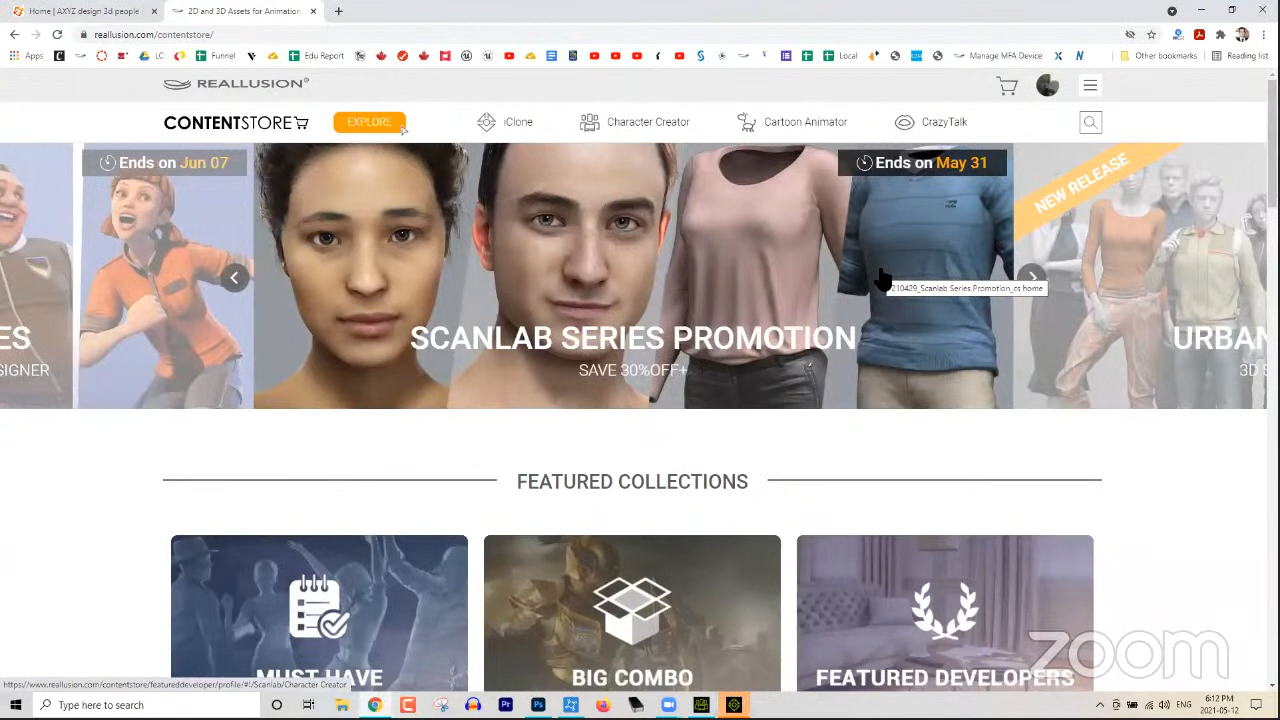 Home | AXYZ design 3d people
2D and 3D Assets for Animation
reallusion.com/contentstore/
Apps
LC
Funnel
Edu Report
Local
Manage MFA Device
Other bookmarks
Reading list
REALLUSION
CONTENTSTORE
EXPLORE
iClone
Character Creator
Cartoon Animator
CrazyTalk
Ends on Jun 07
Ends on May 31
NEW RELEASE
210429_Scanlab Series Promotion_cs home
ES
SCANLAB SERIES PROMOTION
URBAN
SIGNER
SAVE 30%OFF+
3D S
FEATURED COLLECTIONS
MUST HAVE
BIG COMBO
FEATURED DEVELOPERS
zoom
https://www.reallusion.com/contentstore/featureddeveloper/profile/#!/Scanlab/Character Creator
Type here to search
ENG
6:12 PM
2021-05-12